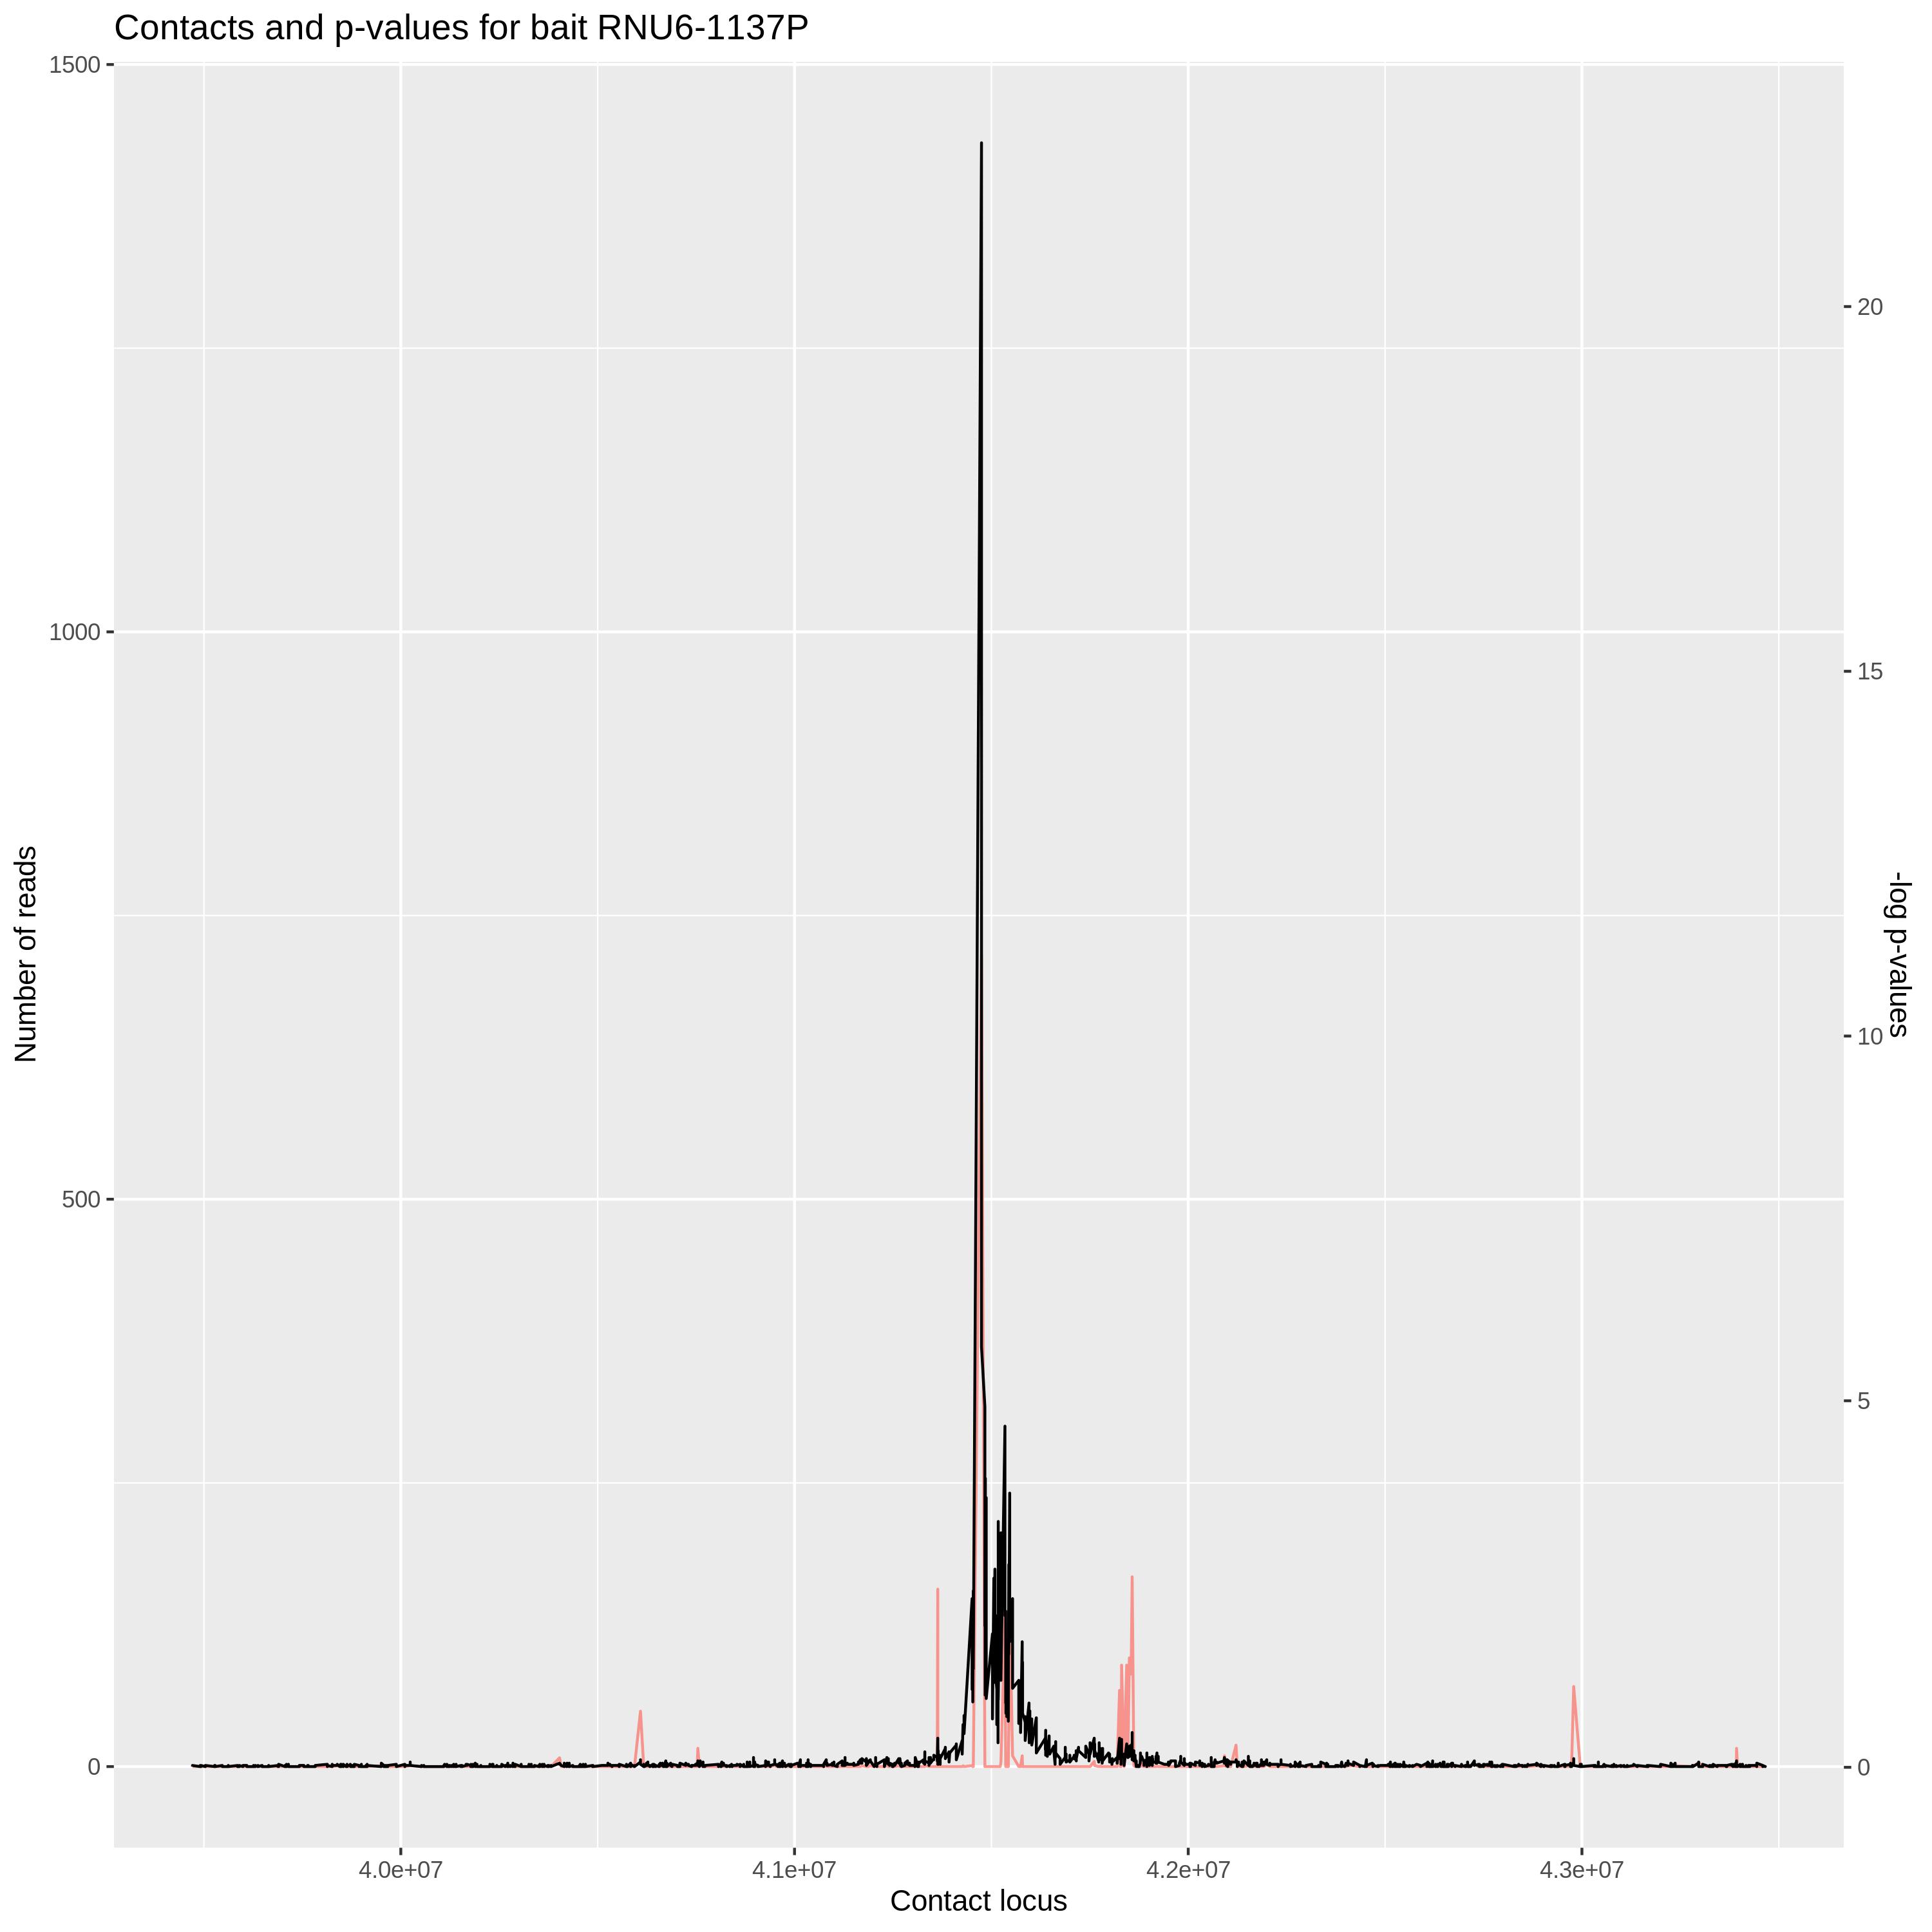 Contacts and p-values for bait RNU6-1137P
1500
1000
500
0
Number of reads
20
15
10
5
0
-log p-values
4.0e+07
4.1e+07
4.2e+07
4.3e+07
Contact locus